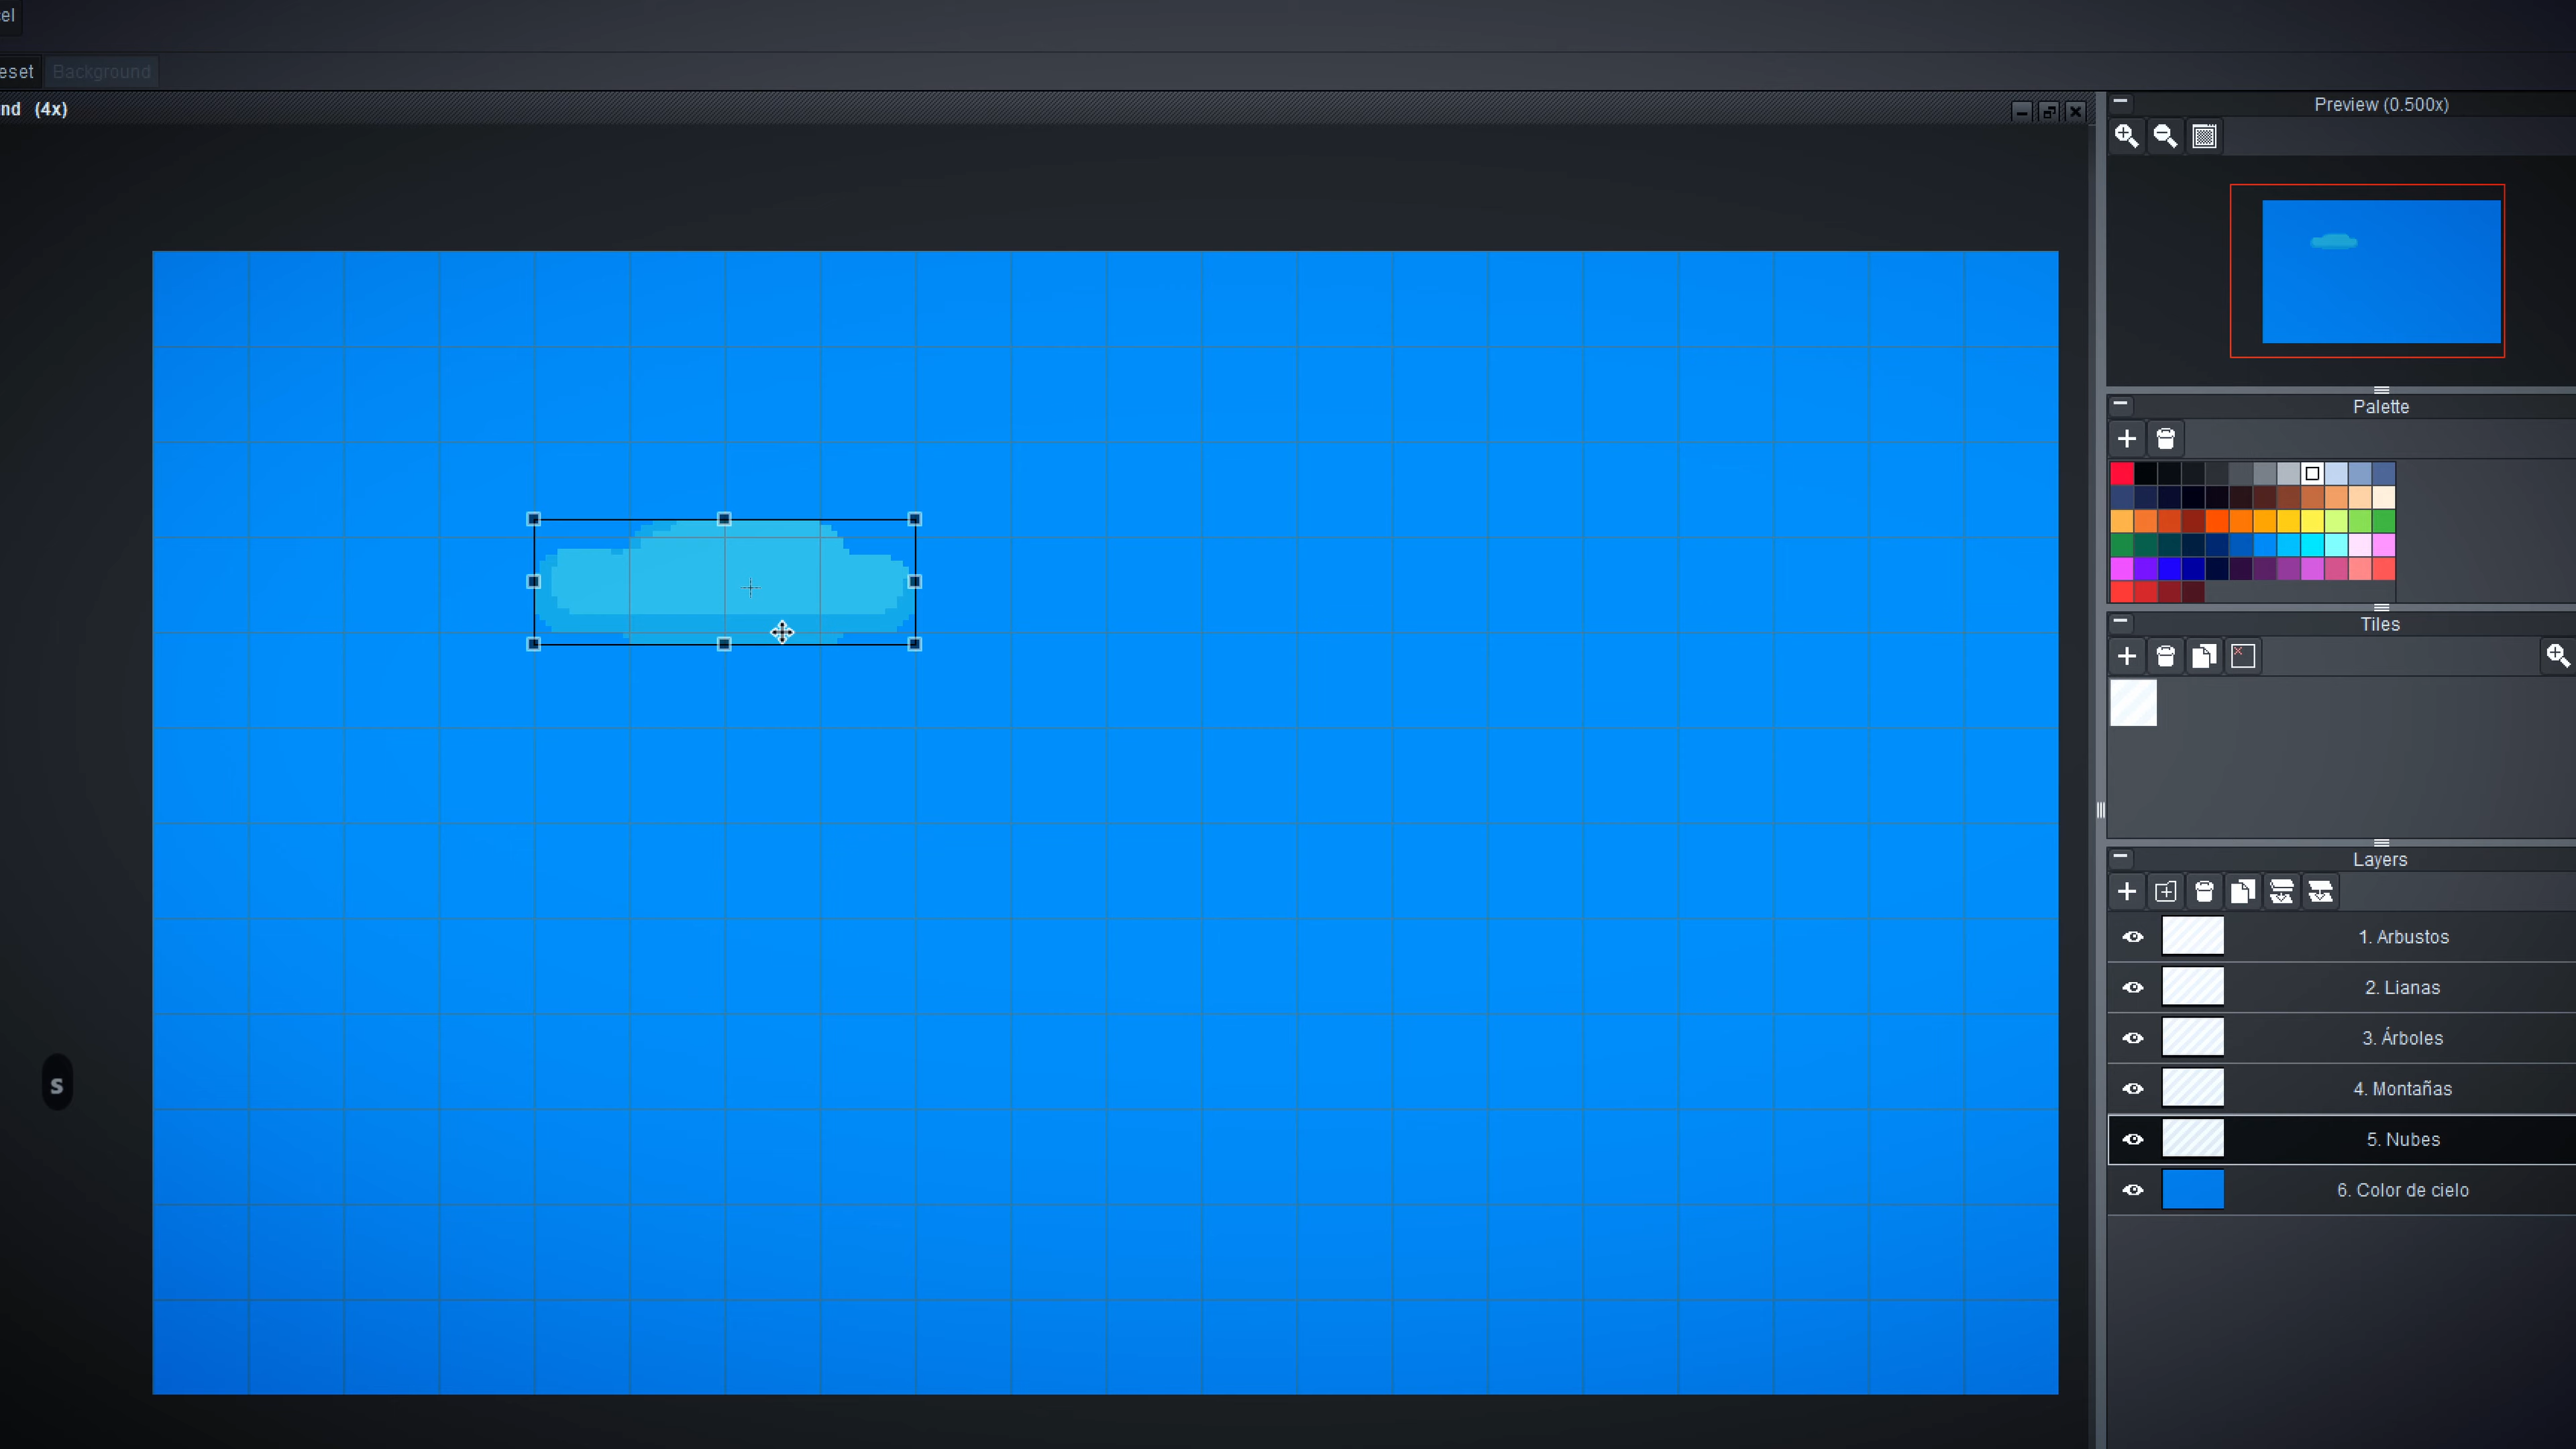 el
eset
Background
nd (4x)
Preview (0.500x)
Palette
Tiles
Layers
1. Arbustos
2. Lianas
3. Árboles
4. Montañas
5. Nubes
6. Color de cielo
s